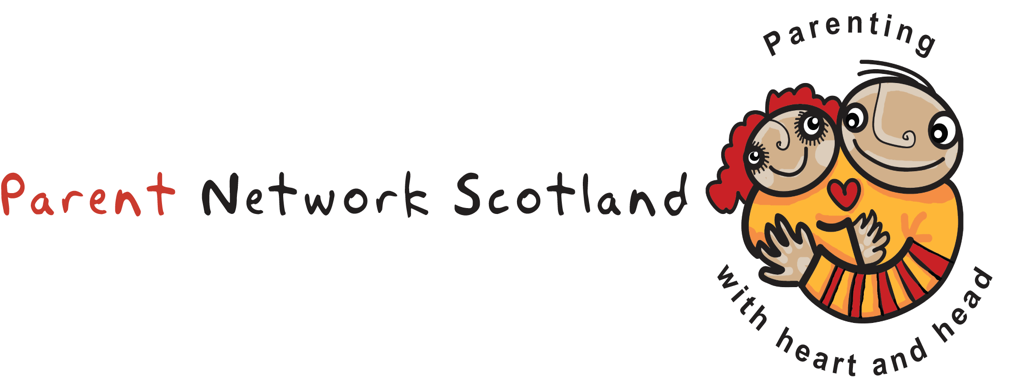 Parent Network Scotland
Parenting
with heart and head